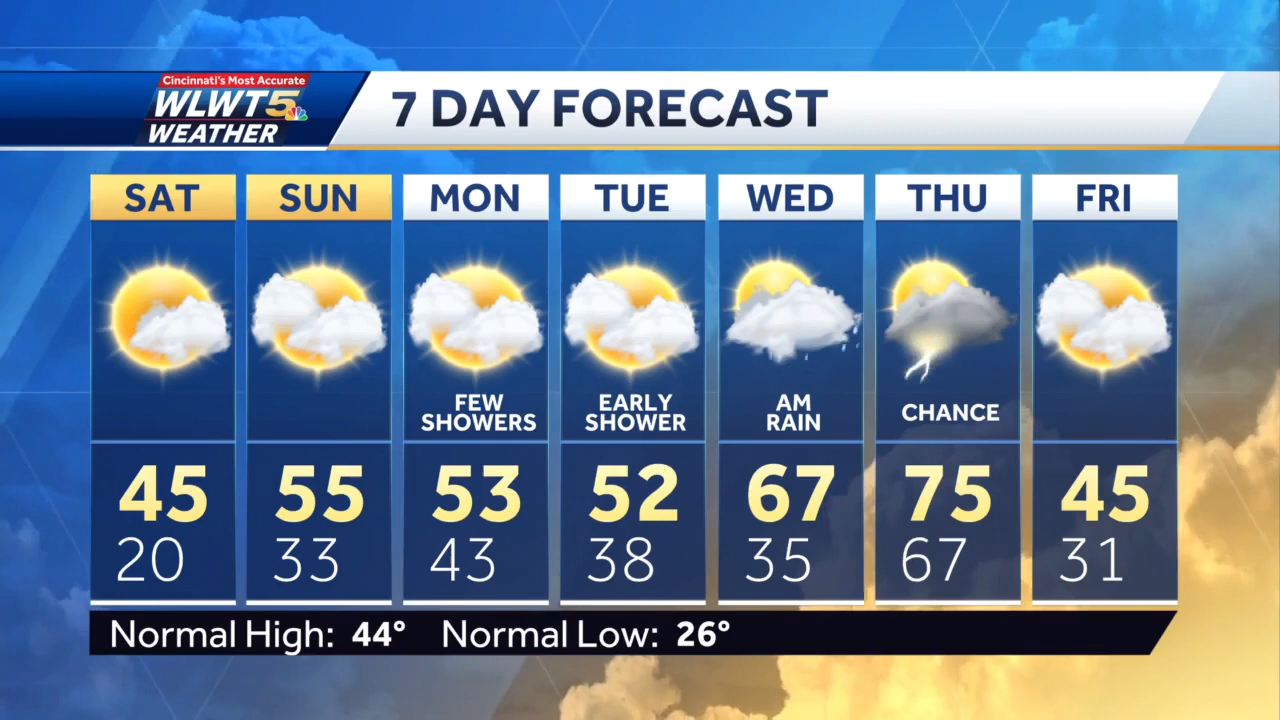 Cincinnati's Most Accurate
WLWT5
WEATHER
7 DAY FORECAST
SAT SUN MON TUE WED THU FRI
FEW EARLY AM CHANCE
SHOWERS SHOWER RAIN
45 55 53 52 67 75 45
20 33 43 38 35 67 31
Normal High: 44° Normal Low: 26°